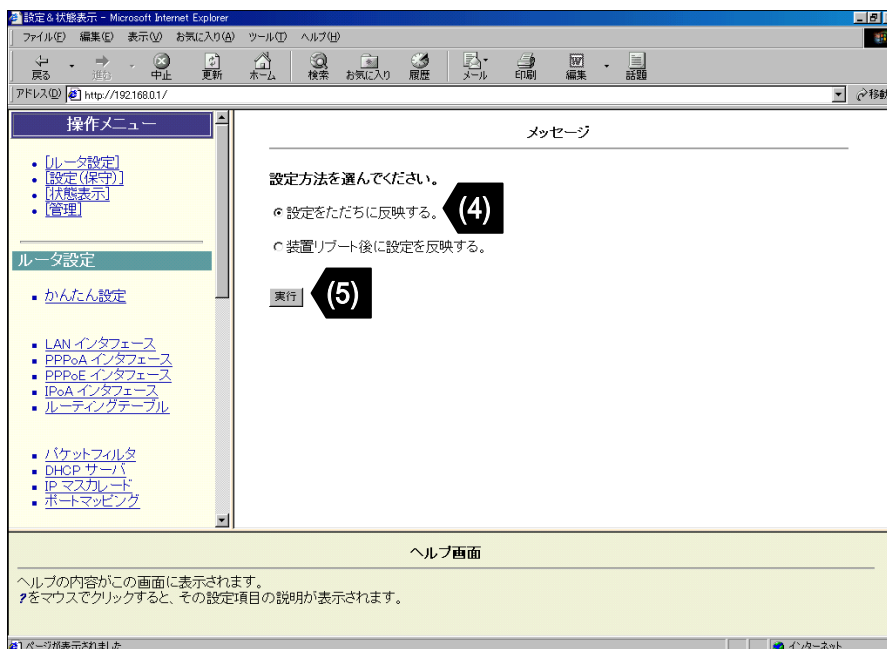 設定＆状態表示 - Microsoft Internet Explorer
ファイル(F) 編集(E) 表示(V) お気に入り(A) ツール(T) ヘルプ(H)
戻る 進む 中止 更新 ホーム 検索 お気に入り 履歴 メール 印刷 編集 話題
アドレス(D) http://192.168.0.1/ 移動
操作メニュー
[ルータ設定]
[設定(保守)]
[状態表示]
[管理]
ルータ設定
かんたん設定
LAN インタフェース
PPPoA インタフェース
PPPoE インタフェース
IPoA インタフェース
ルーティングテーブル
パケットフィルタ
DHCP サーバ
IP マスカレード
ポートマッピング
メッセージ
設定方法を選んでください。
設定をただちに反映する。 (4)
装置リブート後に設定を反映する。
実行 (5)
ヘルプ画面
ヘルプの内容がこの画面に表示されます。
?をマウスでクリックすると、その設定項目の説明が表示されます。
ページが表示されました インターネット